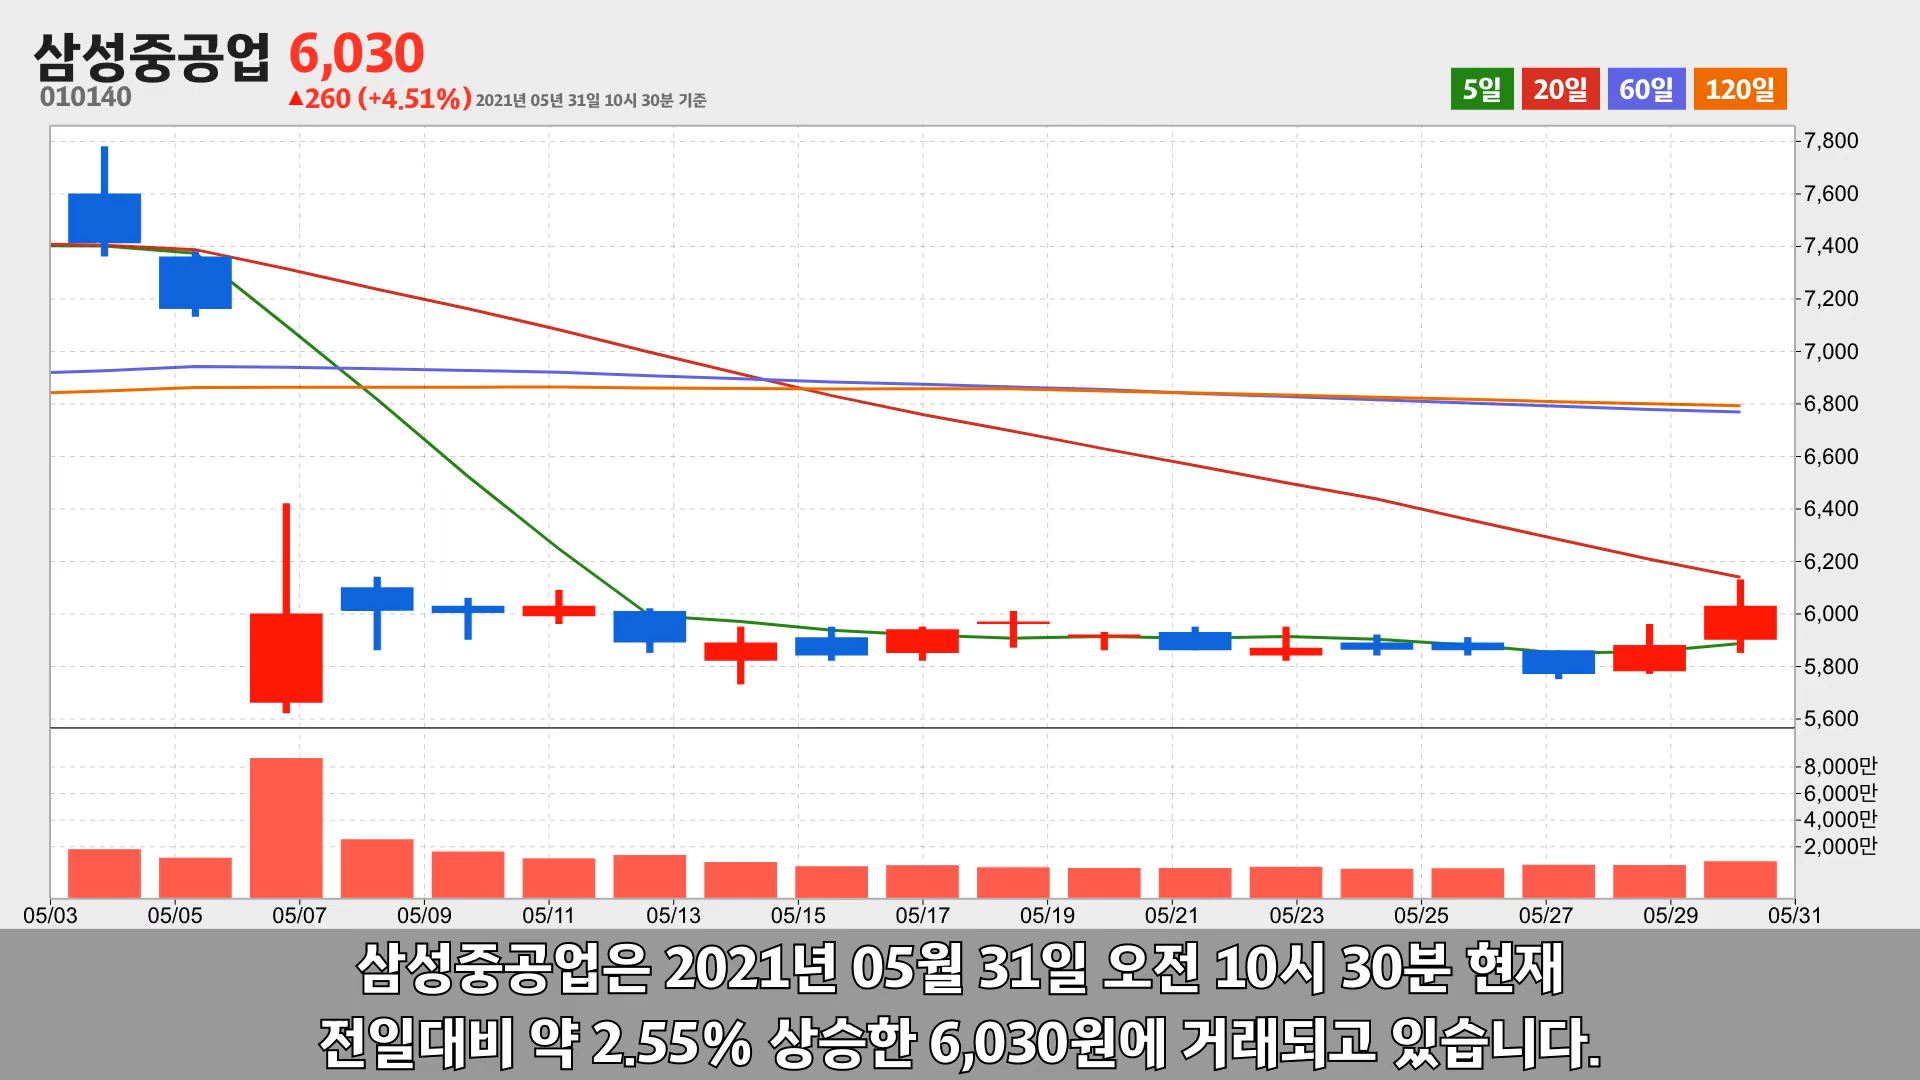 삼성중공업 6,030
010140 ▲260 (+4.51%) 2021년 05년 31일 10시 30분 기준
5일 20일 60일 120일
7,800
7,600
7,400
7,200
7,000
6,800
6,600
6,400
6,200
6,000
5,800
5,600
8,000만
6,000만
4,000만
2,000만
05/03 05/05 05/07 05/09 05/11 05/13 05/15 05/17 05/19 05/21 05/23 05/25 05/27 05/29 05/31
삼성중공업은 2021년 05월 31일 오전 10시 30분 현재
전일대비 약 2.55% 상승한 6,030원에 거래되고 있습니다.